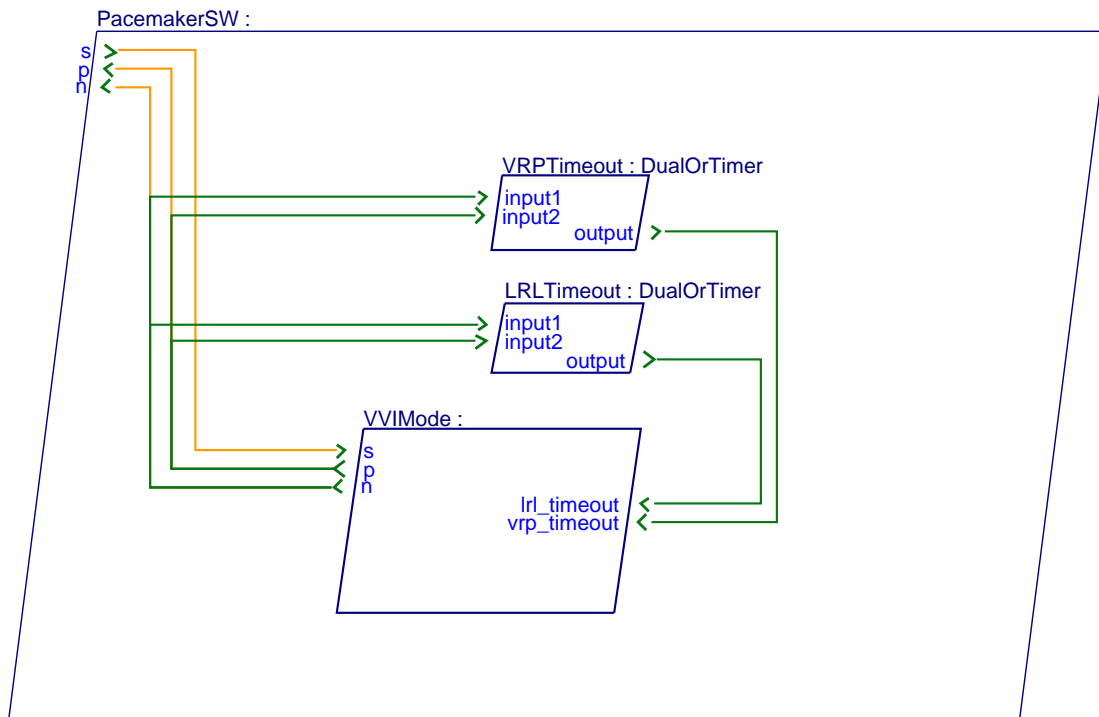 PacemakerSW :
s
p
n
VRPTimeout : DualOrTimer
input1
input2
output
LRLTimeout : DualOrTimer
input1
input2
output
VVIMode :
s
p
n
lrl_timeout
vrp_timeout